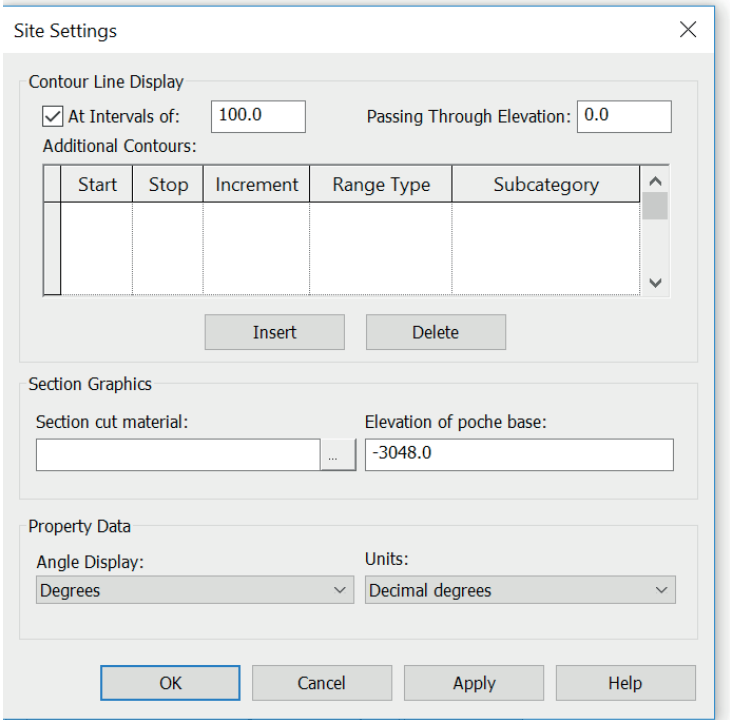 Site Settings
Contour Line Display
At Intervals of: 100.0 Passing Through Elevation: 0.0
Additional Contours:
Start Stop Increment Range Type Subcategory
Insert Delete
Section Graphics
Section cut material: Elevation of poche base:
... -3048.0
Property Data
Angle Display: Units:
Degrees Decimal degrees
OK Cancel Apply Help